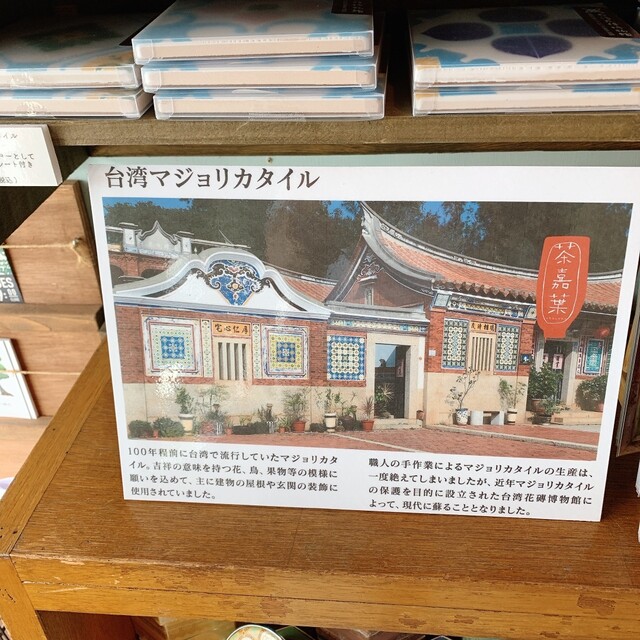 台湾マジョリカタイル
茶嘉葉
100年程前に台湾で流行していたマジョリカタ
イル。吉祥の意味を持つ花、鳥、果物等の模様に
願いを込めて、主に建物の屋根や玄関の装飾に
使用されていました。
職人の手作業によるマジョリカタイルの生産は、
一度絶えてしまいましたが、近年マジョリカタイル
の保護を目的に設立された台湾花磚博物館に
よって、現代に蘇ることとなりました。